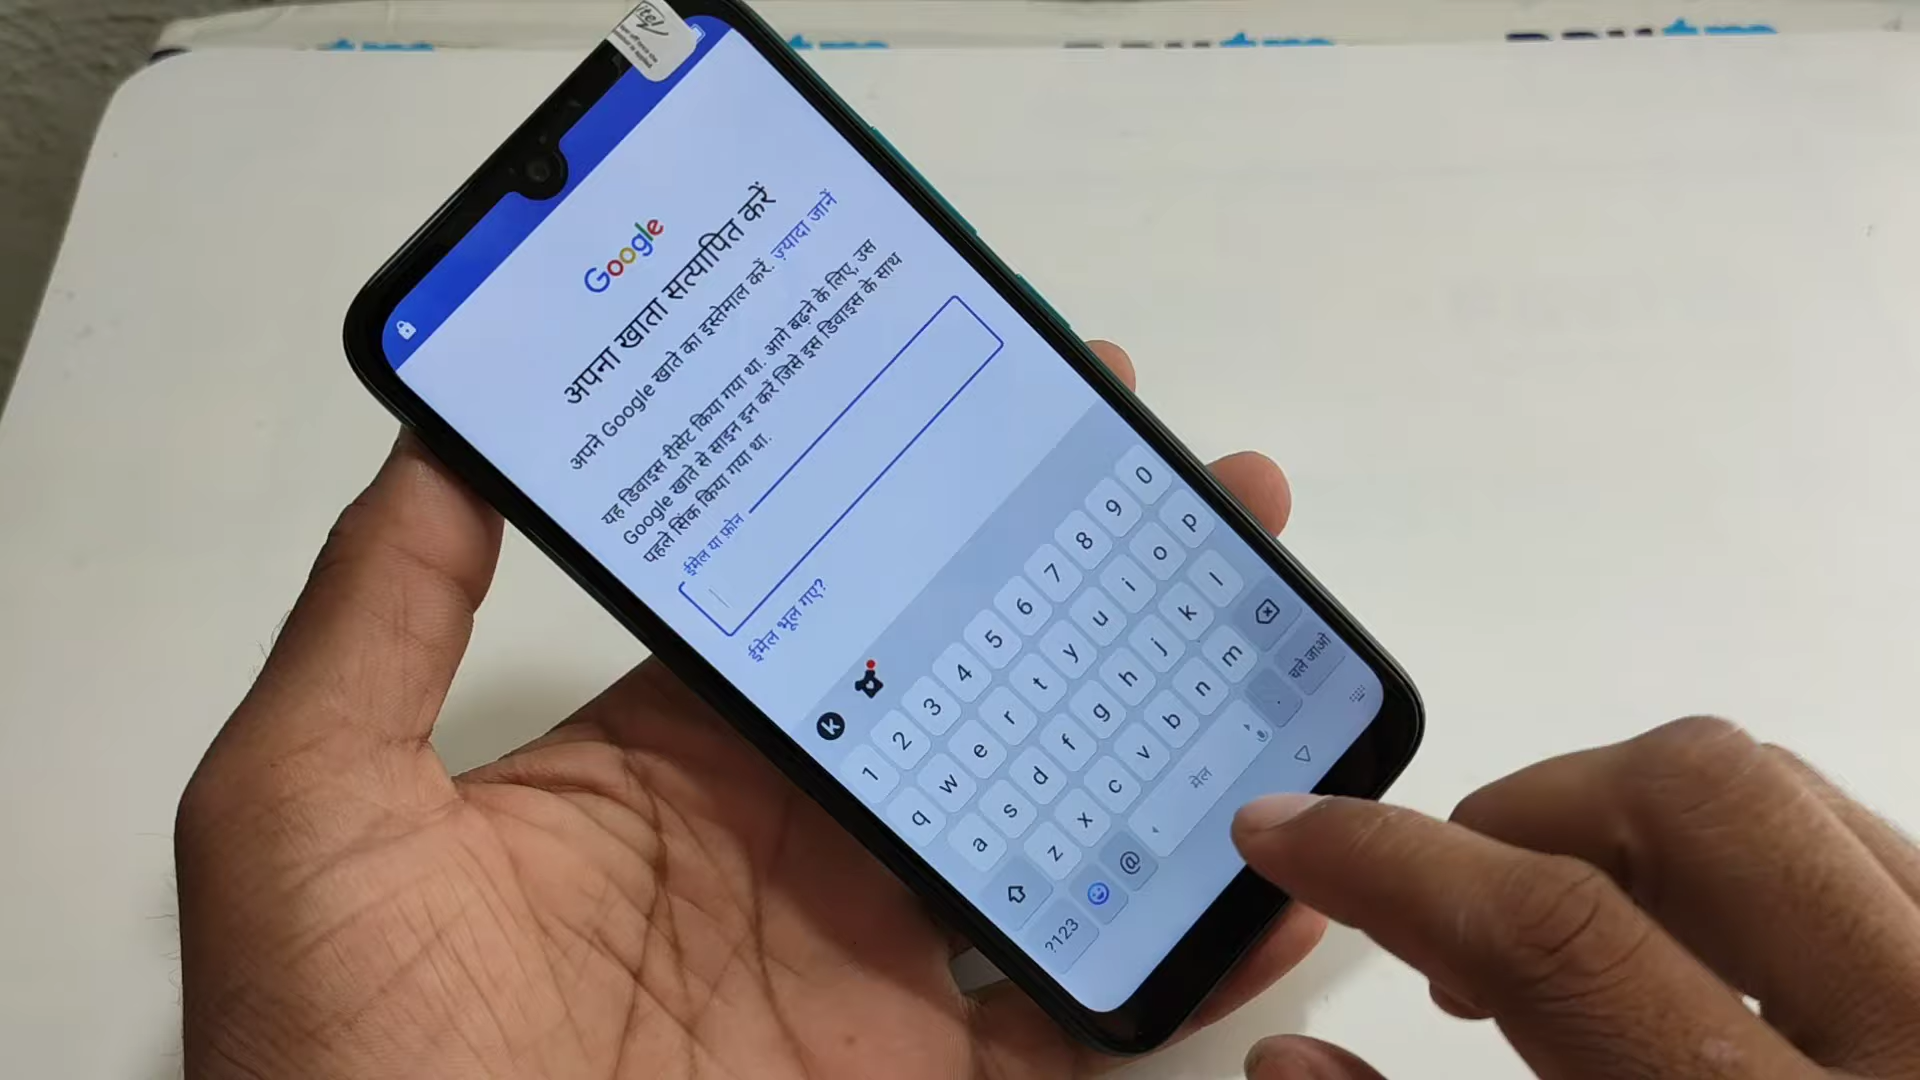 itel
Google
अपना खाता सत्यापित करें
अपने Google खाते का इस्तेमाल करें. ज़्यादा जानें
यह डिवाइस रीसेट किया गया था. आगे बढ़ने के लिए, उस
Google खाते से साइन इन करें जिसे इस डिवाइस के साथ
पहले सिंक किया गया था.
ईमेल या फ़ोन
ईमेल भूल गए?
k
1 2 3 4 5 6 7 8 9 0
q w e r t y u i o p
a s d f g h j k l
z x c v b n m
?123 @ मेल . चले जाओ